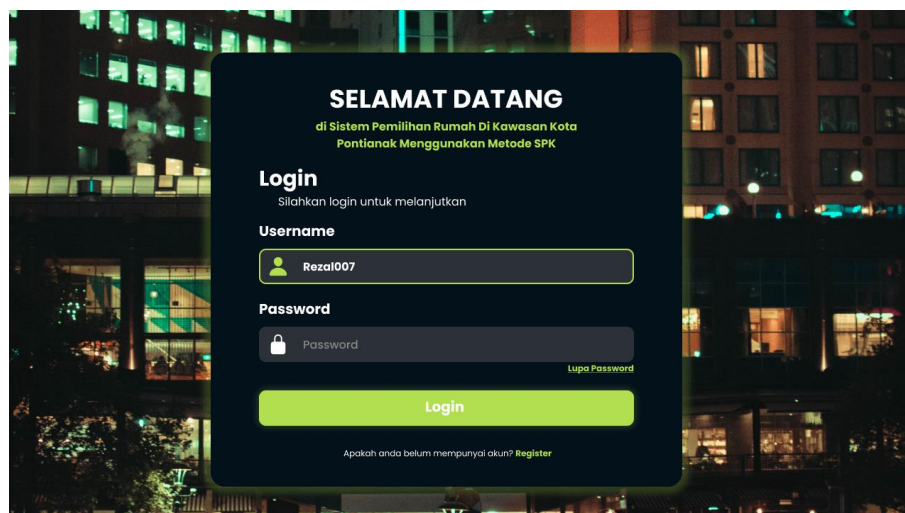 SELAMAT DATANG
di Sistem Pemilihan Rumah Di Kawasan Kota
Pontianak Menggunakan Metode SPK
Login
Silahkan login untuk melanjutkan
Username
Rezal007
Password
Password
Lupa Password
Login
Apakah anda belum mempunyai akun? Register